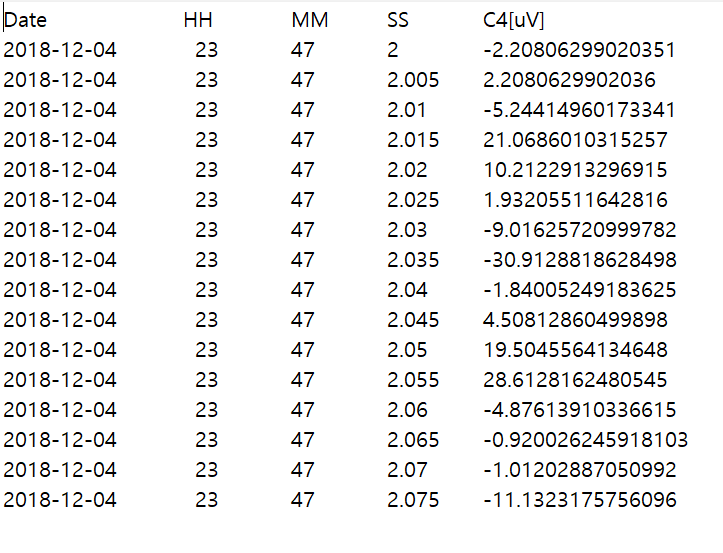 Date HH MM SS C4[uV]
2018-12-04 23 47 2 -2.20806299020351
2018-12-04 23 47 2.005 2.2080629902036
2018-12-04 23 47 2.01 -5.24414960173341
2018-12-04 23 47 2.015 21.0686010315257
2018-12-04 23 47 2.02 10.2122913296915
2018-12-04 23 47 2.025 1.93205511642816
2018-12-04 23 47 2.03 -9.01625720999782
2018-12-04 23 47 2.035 -30.9128818628498
2018-12-04 23 47 2.04 -1.84005249183625
2018-12-04 23 47 2.045 4.50812860499898
2018-12-04 23 47 2.05 19.5045564134648
2018-12-04 23 47 2.055 28.6128162480545
2018-12-04 23 47 2.06 -4.87613910336615
2018-12-04 23 47 2.065 -0.920026245918103
2018-12-04 23 47 2.07 -1.01202887050992
2018-12-04 23 47 2.075 -11.1323175756096